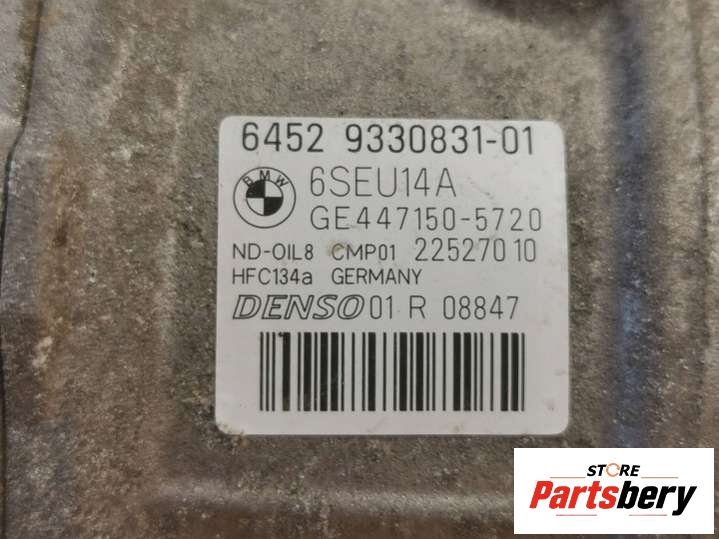 6452 9330831-01
BMW
6SEU14A
GE447150-5720
ND-OIL8 CMP01 22527010
HFC134a GERMANY
DENSO 01 R 08847
STORE
Partsbery